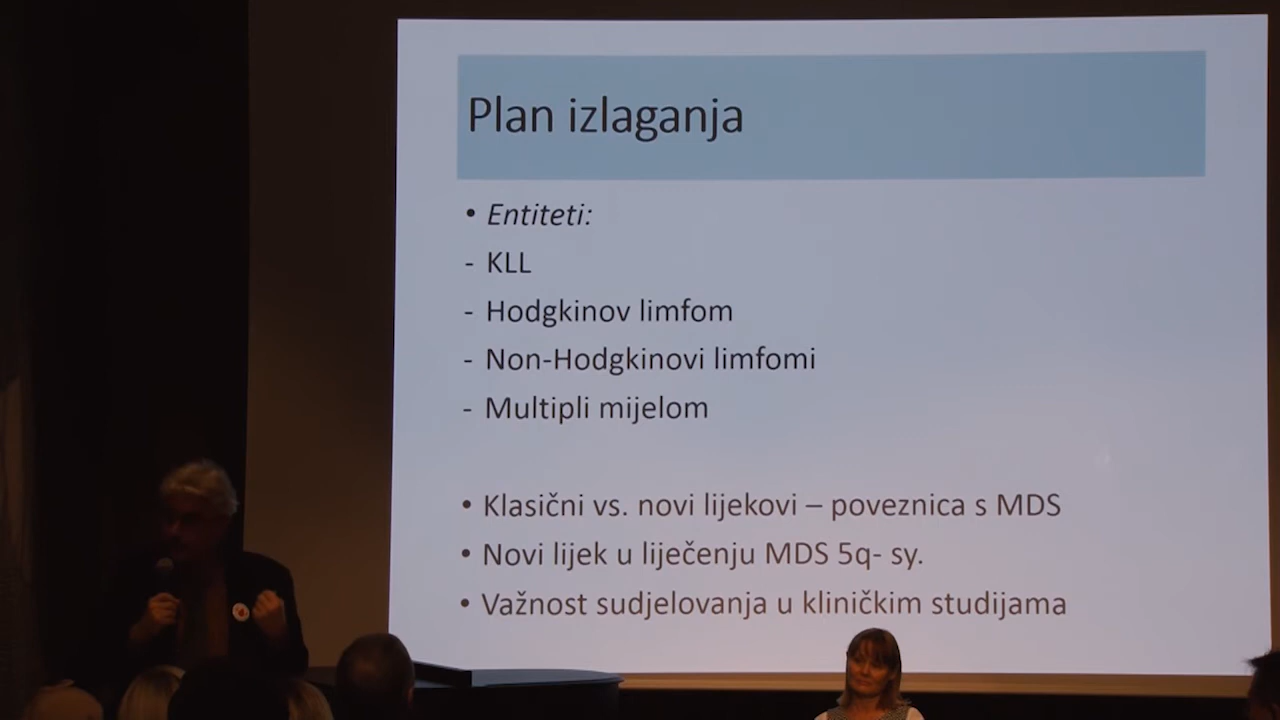 Plan izlaganja
• Entiteti:
- KLL
- Hodgkinov limfom
- Non-Hodgkinovi limfomi
- Multipli mijelom
• Klasični vs. novi lijekovi – poveznica s MDS
• Novi lijek u liječenju MDS 5q- sy.
• Važnost sudjelovanja u kliničkim studijama